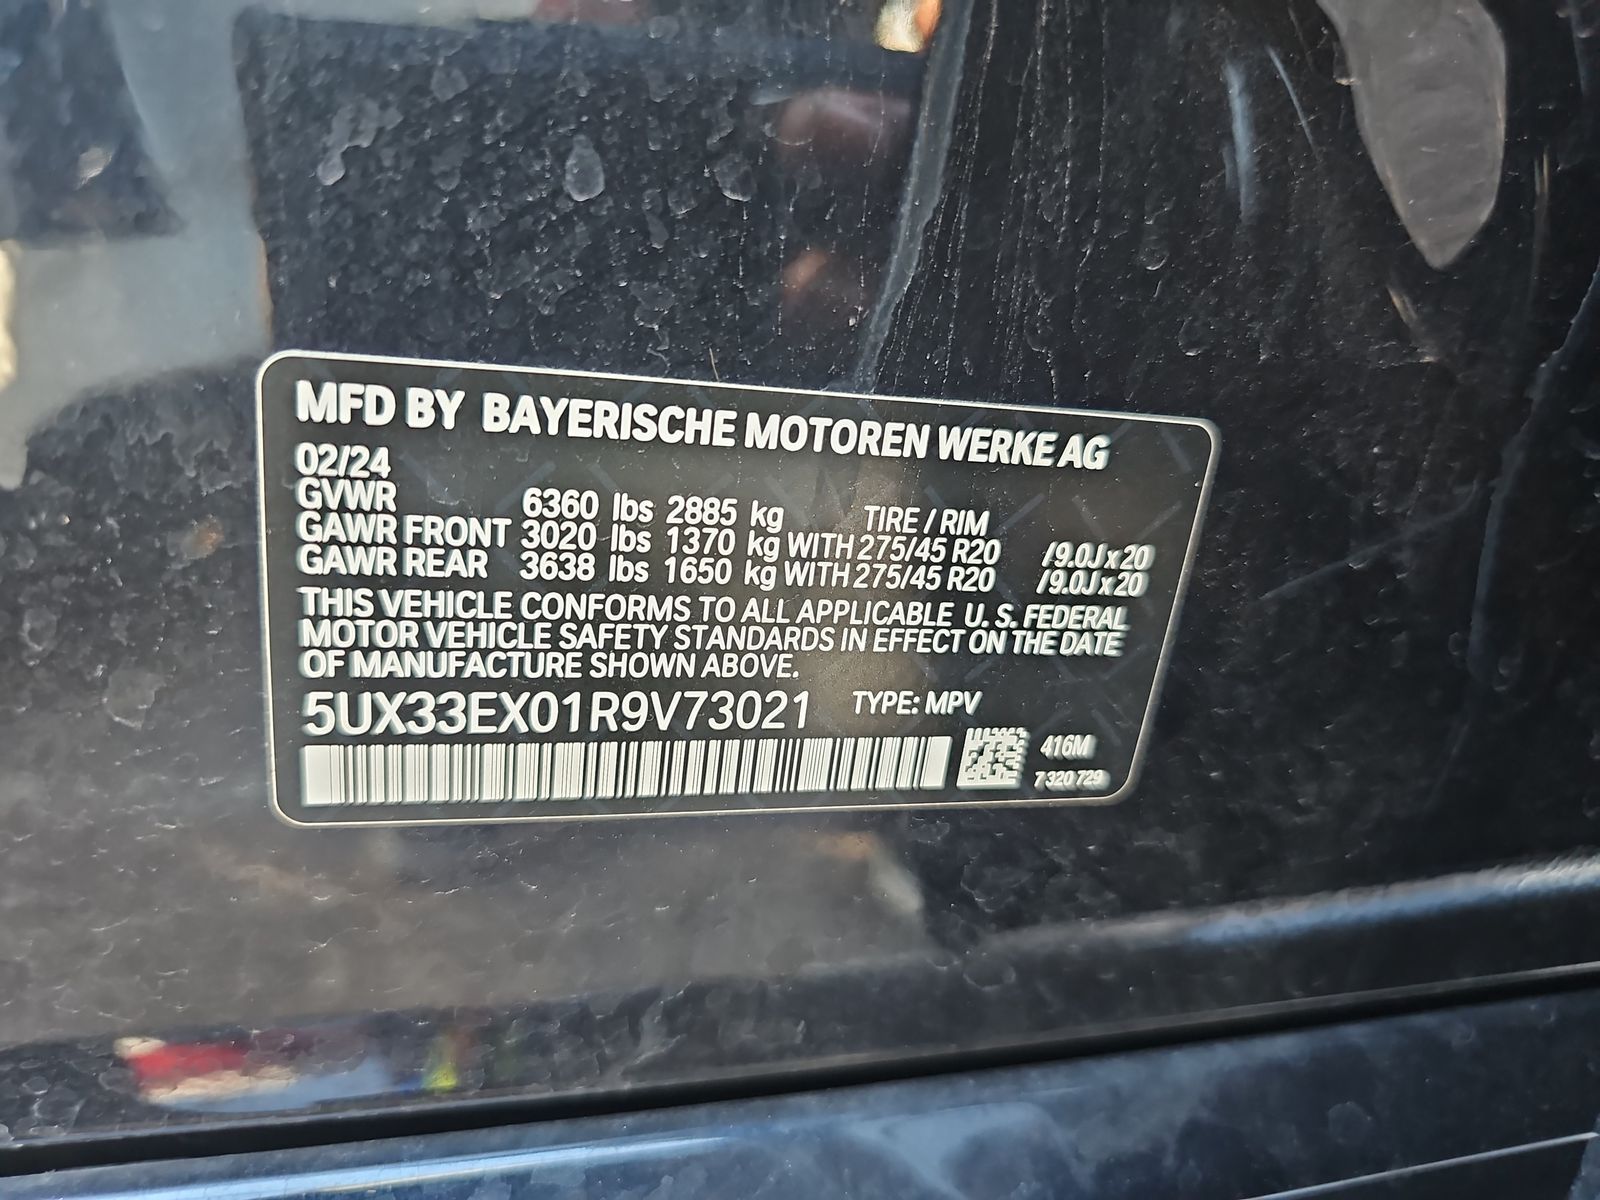 MFD BY BAYERISCHE MOTOREN WERKE AG
02/24
GVWR 6360 lbs 2885 kg TIRE / RIM
GAWR FRONT 3020 lbs 1370 kg WITH 275/45 R20 /9.0J x 20
GAWR REAR 3638 lbs 1650 kg WITH 275/45 R20 /9.0J x 20
THIS VEHICLE CONFORMS TO ALL APPLICABLE U. S. FEDERAL
MOTOR VEHICLE SAFETY STANDARDS IN EFFECT ON THE DATE
OF MANUFACTURE SHOWN ABOVE.
5UX33EX01R9V73021 TYPE: MPV
416M
7 320 729